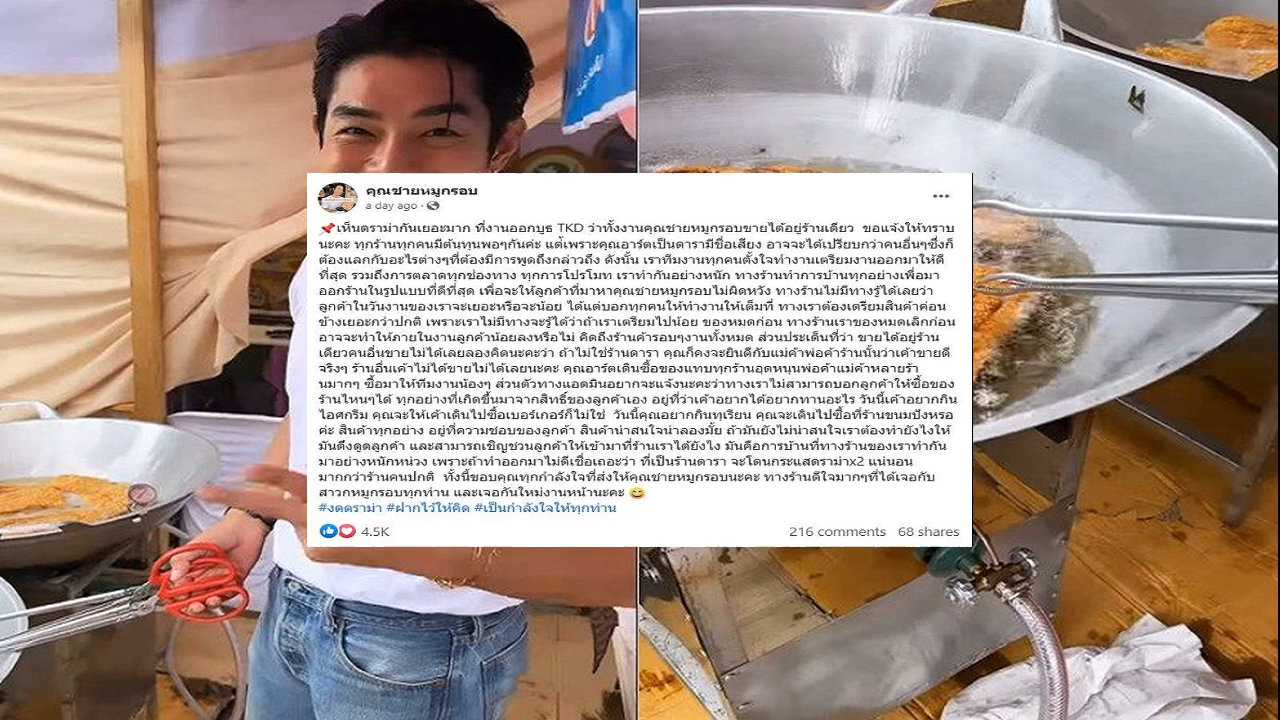 คุณชายหมูกรอบ
a day ago ·
📌เห็นดราม่ากันเยอะมาก ที่งานออกบูธ TKD ว่าทั้งงานคุณชายหมูกรอบขายได้อยู่ร้านเดียว ขอแจ้งให้ทราบ
นะคะ ทุกร้านทุกคนมีต้นทุนพอๆกันค่ะ แต่เพราะคุณอาร์ตเป็นดารามีชื่อเสียง อาจจะได้เปรียบกว่าคนอื่นๆซึ่งก็
ต้องแลกกับอะไรต่างๆที่ต้องมีการพูดถึงกล่าวถึง ดังนั้น เราทีมงานทุกคนตั้งใจทำงานเตรียมงานออกมาให้ดี
ที่สุด รวมถึงการตลาดทุกช่องทาง ทุกการโปรโมท เราทำกันอย่างหนัก ทางร้านทำการบ้านทุกอย่างเพื่อมา
ออกร้านในรูปแบบที่ดีที่สุด เพื่อจะให้ลูกค้าที่มาหาคุณชายหมูกรอบไม่ผิดหวัง ทางร้านไม่มีทางรู้ได้เลยว่า
ลูกค้าในวันงานของเราจะเยอะหรือจะน้อย ได้แต่บอกทุกคนให้ทำงานให้เต็มที่ ทางเราต้องเตรียมสินค้าค่อน
ข้างเยอะกว่าปกติ เพราะเราไม่มีทางจะรู้ได้ว่าถ้าเราเตรียมไปน้อย ของหมดก่อน ทางร้านเราของหมดเลิกก่อน
อาจจะทำให้ภายในงานลูกค้าน้อยลงหรือไม่ คิดถึงร้านค้ารอบๆงานทั้งหมด ส่วนประเด็นที่ว่า ขายได้อยู่ร้าน
เดียวคนอื่นขายไม่ได้เลยลองคิดนะคะว่า ถ้าไม่ใช่ร้านดารา คุณก็คงจะยินดีกับแม่ค้าพ่อค้าร้านนั้นว่าเค้าขายดี
จริงๆ ร้านอื่นเค้าไม่ได้ขายไม่ได้เลยนะคะ คุณอาร์ตเดินซื้อของแทบทุกร้านอุดหนุนพ่อค้าแม่ค้าหลายร้า
นมากๆ ซื้อมาให้ทีมงานน้องๆ ส่วนตัวทางแอดมินอยากจะแจ้งนะคะว่าทางเราไม่สามารถบอกลูกค้าให้ซื้อของ
ร้านไหนๆได้ ทุกอย่างที่เกิดขึ้นมาจากสิทธิ์ของลูกค้าเอง อยู่ที่ว่าเค้าอยากได้อยากทานอะไร วันนี้เค้าอยากกิน
ไอศกรีม คุณจะให้เค้าเดินไปซื้อเบอร์เกอร์ก็ไม่ใช่ วันนี้คุณอยากกินทุเรียน คุณจะเดินไปซื้อที่ร้านขนมปังหรอ
ค่ะ สินค้าทุกอย่าง อยู่ที่ความชอบของลูกค้า สินค้าน่าสนใจน่าลองมั้ย ถ้ามันยังไม่น่าสนใจเราต้องทำยังไงให้
มันดึงดูดลูกค้า และสามารถเชิญชวนลูกค้าให้เข้ามาที่ร้านเราได้ยังไง มันคือการบ้านที่ทางร้านของเราทำกัน
มาอย่างหนักหน่วง เพราะถ้าทำออกมาไม่ดีเชื่อเถอะว่า ที่เป็นร้านดารา จะโดนกระแสดราม่าx2 แน่นอน
มากกว่าร้านคนปกติ ทั้งนี้ขอบคุณทุกกำลังใจที่ส่งให้คุณชายหมูกรอบนะคะ ทางร้านดีใจมากๆที่ได้เจอกับ
สาวกหมูกรอบทุกท่าน และเจอกันใหม่งานหน้านะคะ 😄
#งดดราม่า #ฝากไว้ให้คิด #เป็นกำลังใจให้ทุกท่าน
4.5K 216 comments 68 shares